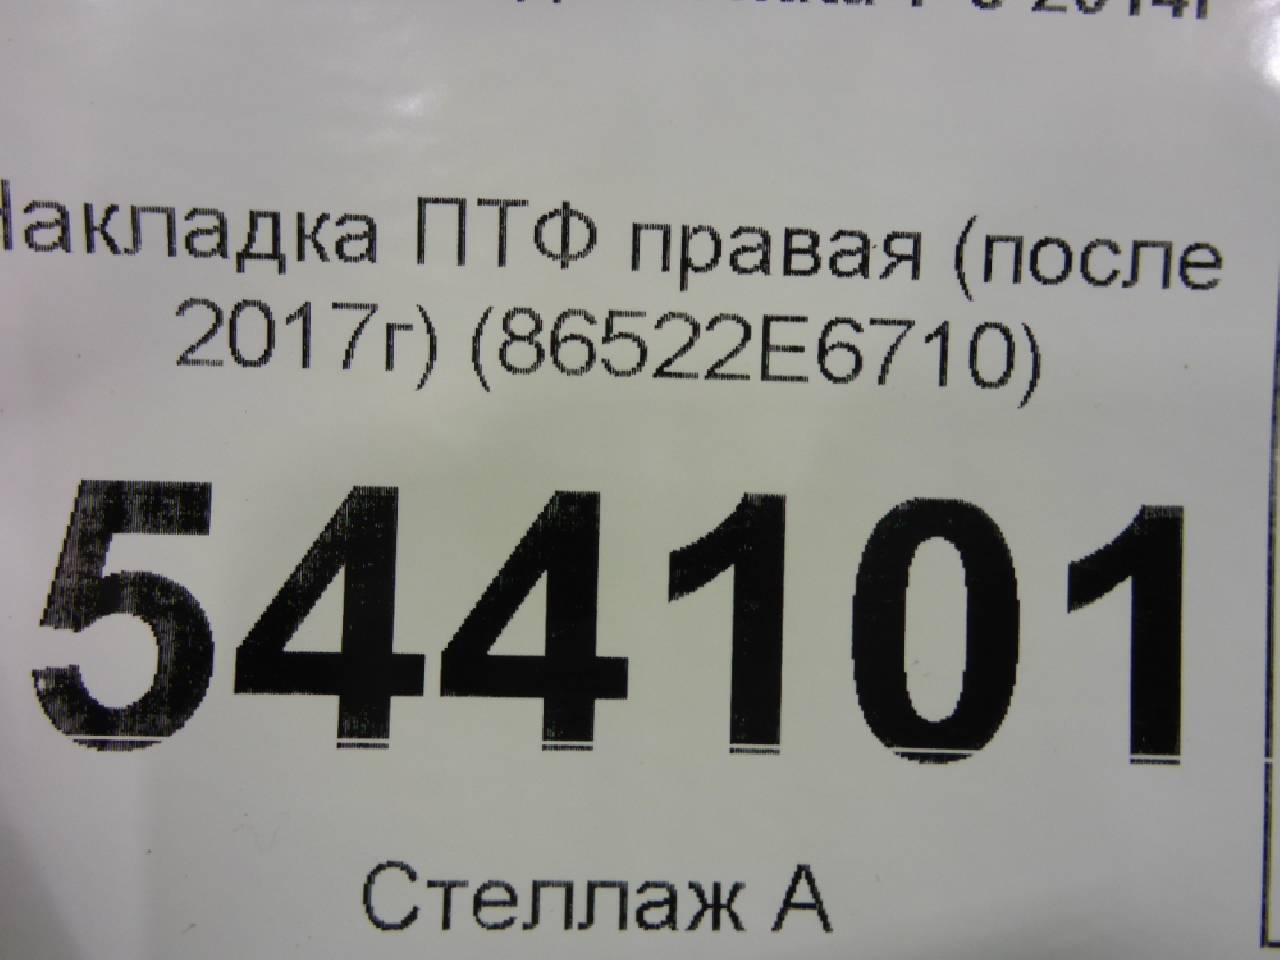 Накладка ПТФ правая (после
2017г) (86522E6710)
544101
Стеллаж А